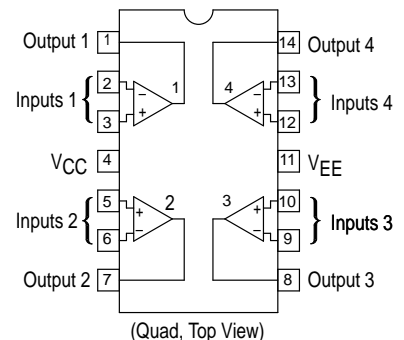 Output 1 1 14 Output 4
2 − 1 4 − 13
Inputs 1 { + + } Inputs 4
3 12
VCC 4 11 VEE
5 + 2 3 + 10
Inputs 2 { − − } Inputs 3
6 9
Output 2 7 8 Output 3
(Quad, Top View)